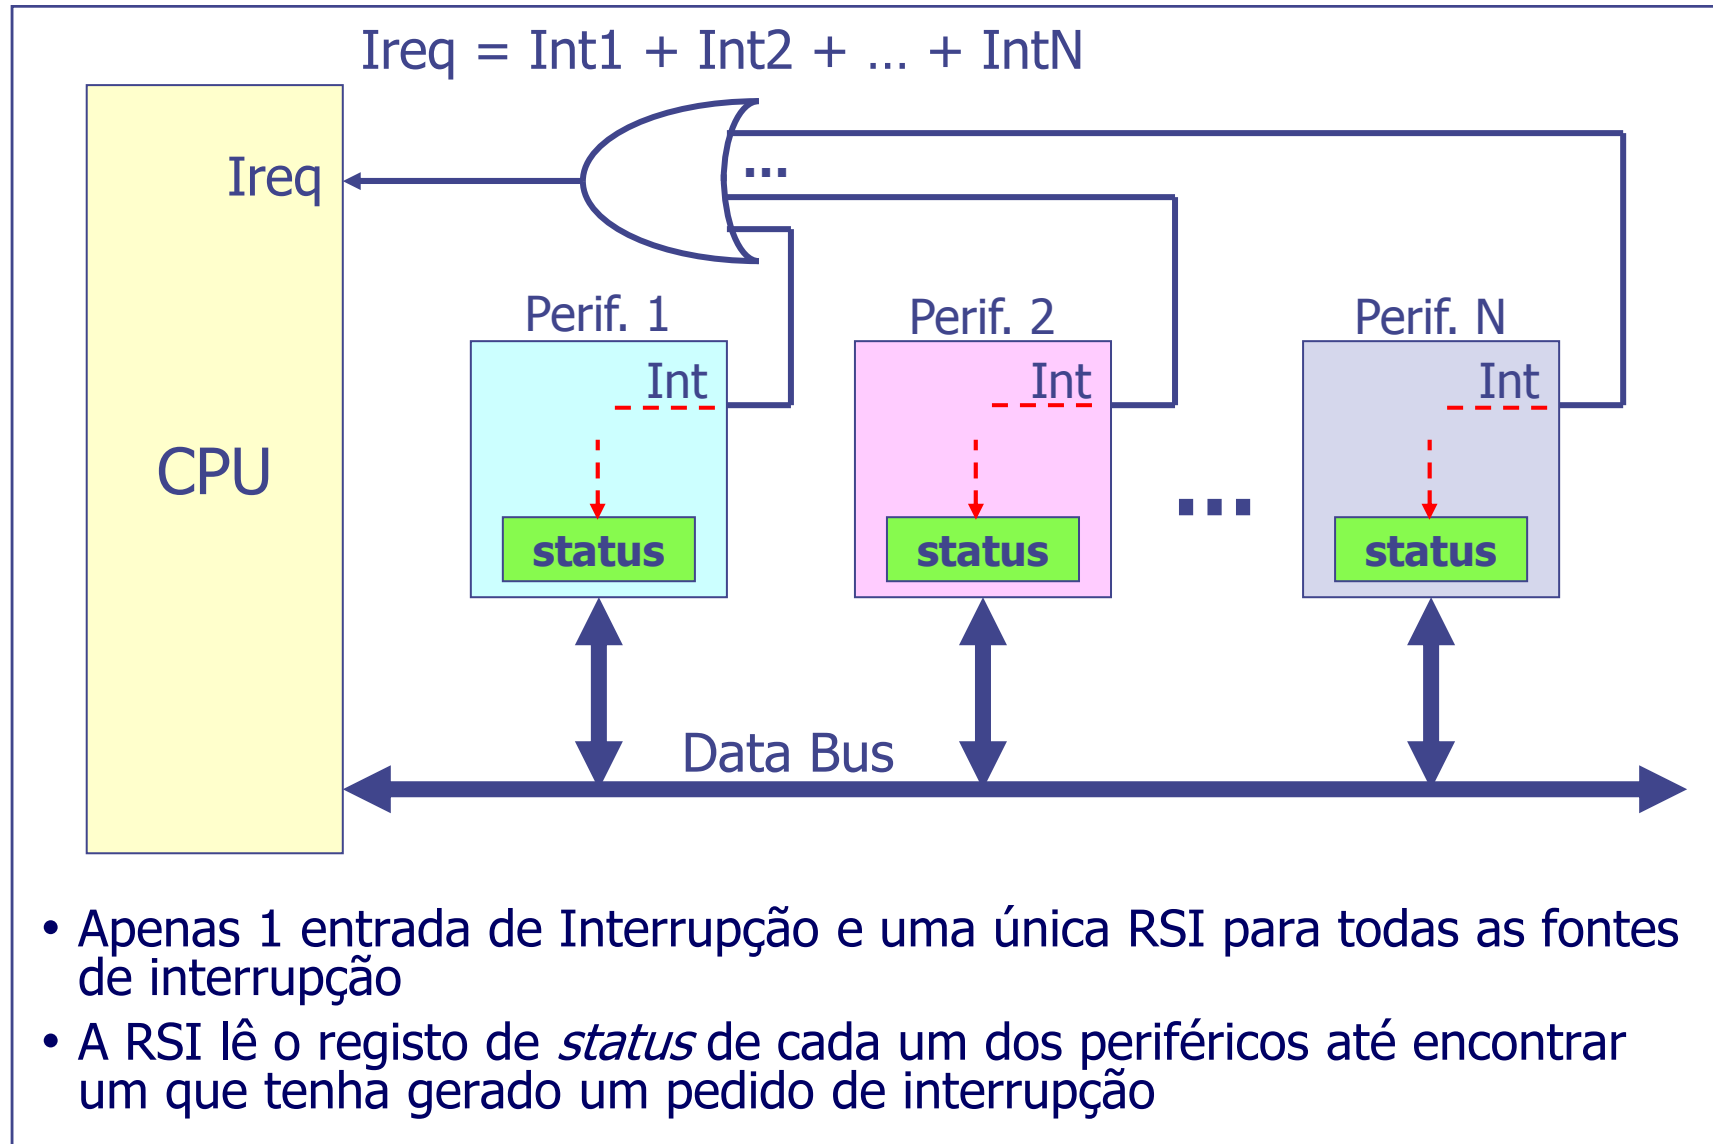 Ireq = Int1 + Int2 + … + IntN
Ireq
...
Perif. 1
Perif. 2
Perif. N
Int
Int
Int
CPU
...
status
status
status
Data Bus
• Apenas 1 entrada de Interrupção e uma única RSI para todas as fontes
de interrupção
• A RSI lê o registo de status de cada um dos periféricos até encontrar
um que tenha gerado um pedido de interrupção